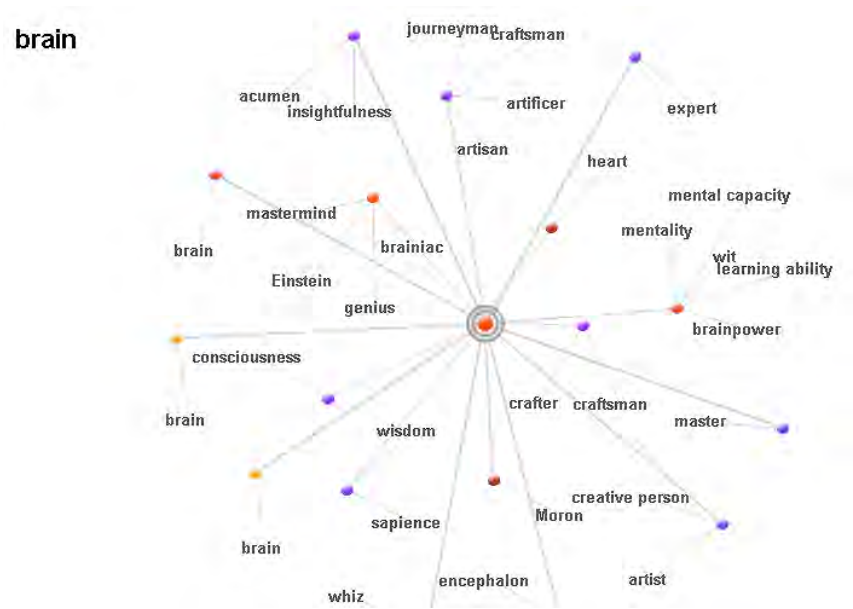 brain
journeyman
craftsman
acumen
insightfulness
artificer
expert
artisan
heart
mental capacity
mastermind
mentality
brain
brainiac
wit
learning ability
Einstein
genius
brainpower
consciousness
crafter
craftsman
brain
master
wisdom
creative person
sapience
Moron
brain
encephalon
artist
whiz